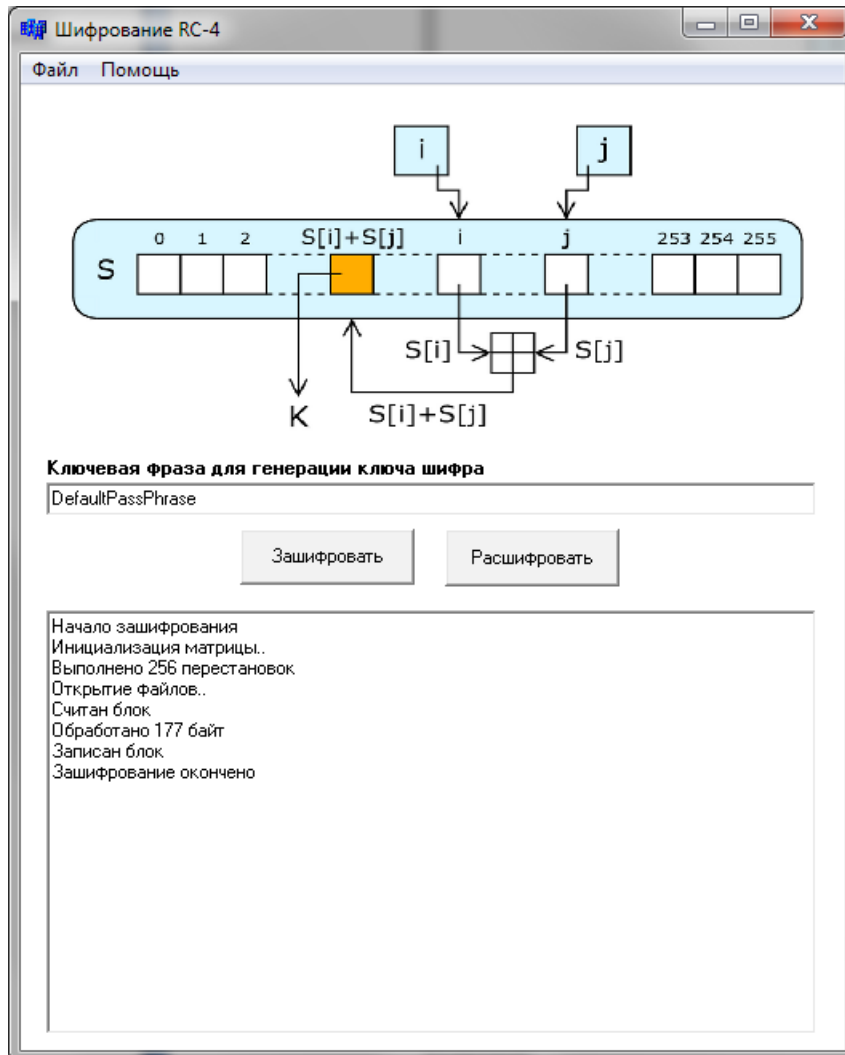 Шифрование RC-4
Файл Помощь
i j
0 1 2 S[i]+S[j] i j 253 254 255
S
S[i] S[j]
K S[i]+S[j]
Ключевая фраза для генерации ключа шифра
DefaultPassPhrase
Зашифровать Расшифровать
Начало зашифрования
Инициализация матрицы..
Выполнено 256 перестановок
Открытие файлов..
Считан блок
Обработано 177 байт
Записан блок
Зашифрование окончено